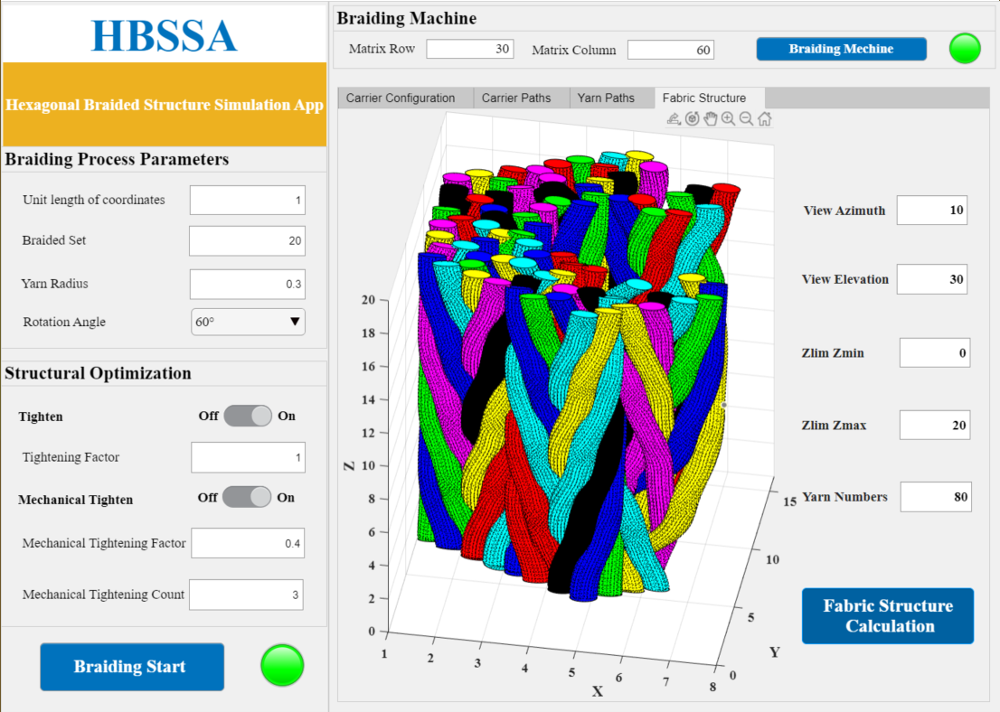 HBSSA
Hexagonal Braided Structure Simulation App
Braiding Process Parameters
Unit length of coordinates 1
Braided Set 20
Yarn Radius 0.3
Rotation Angle 60°
Structural Optimization
Tighten Off On
Tightening Factor 1
Mechanical Tighten Off On
Mechanical Tightening Factor 0.4
Mechanical Tightening Count 3
Braiding Start
Braiding Machine
Matrix Row 30 Matrix Column 60 Braiding Mechine
Carrier Configuration Carrier Paths Yarn Paths Fabric Structure
20
18
16
14
12
10
8
6
4
2
0
Z
1
2
3
4
5
6
7
8
X
0
5
10
15
Y
View Azimuth 10
View Elevation 30
Zlim Zmin 0
Zlim Zmax 20
Yarn Numbers 80
Fabric Structure
Calculation